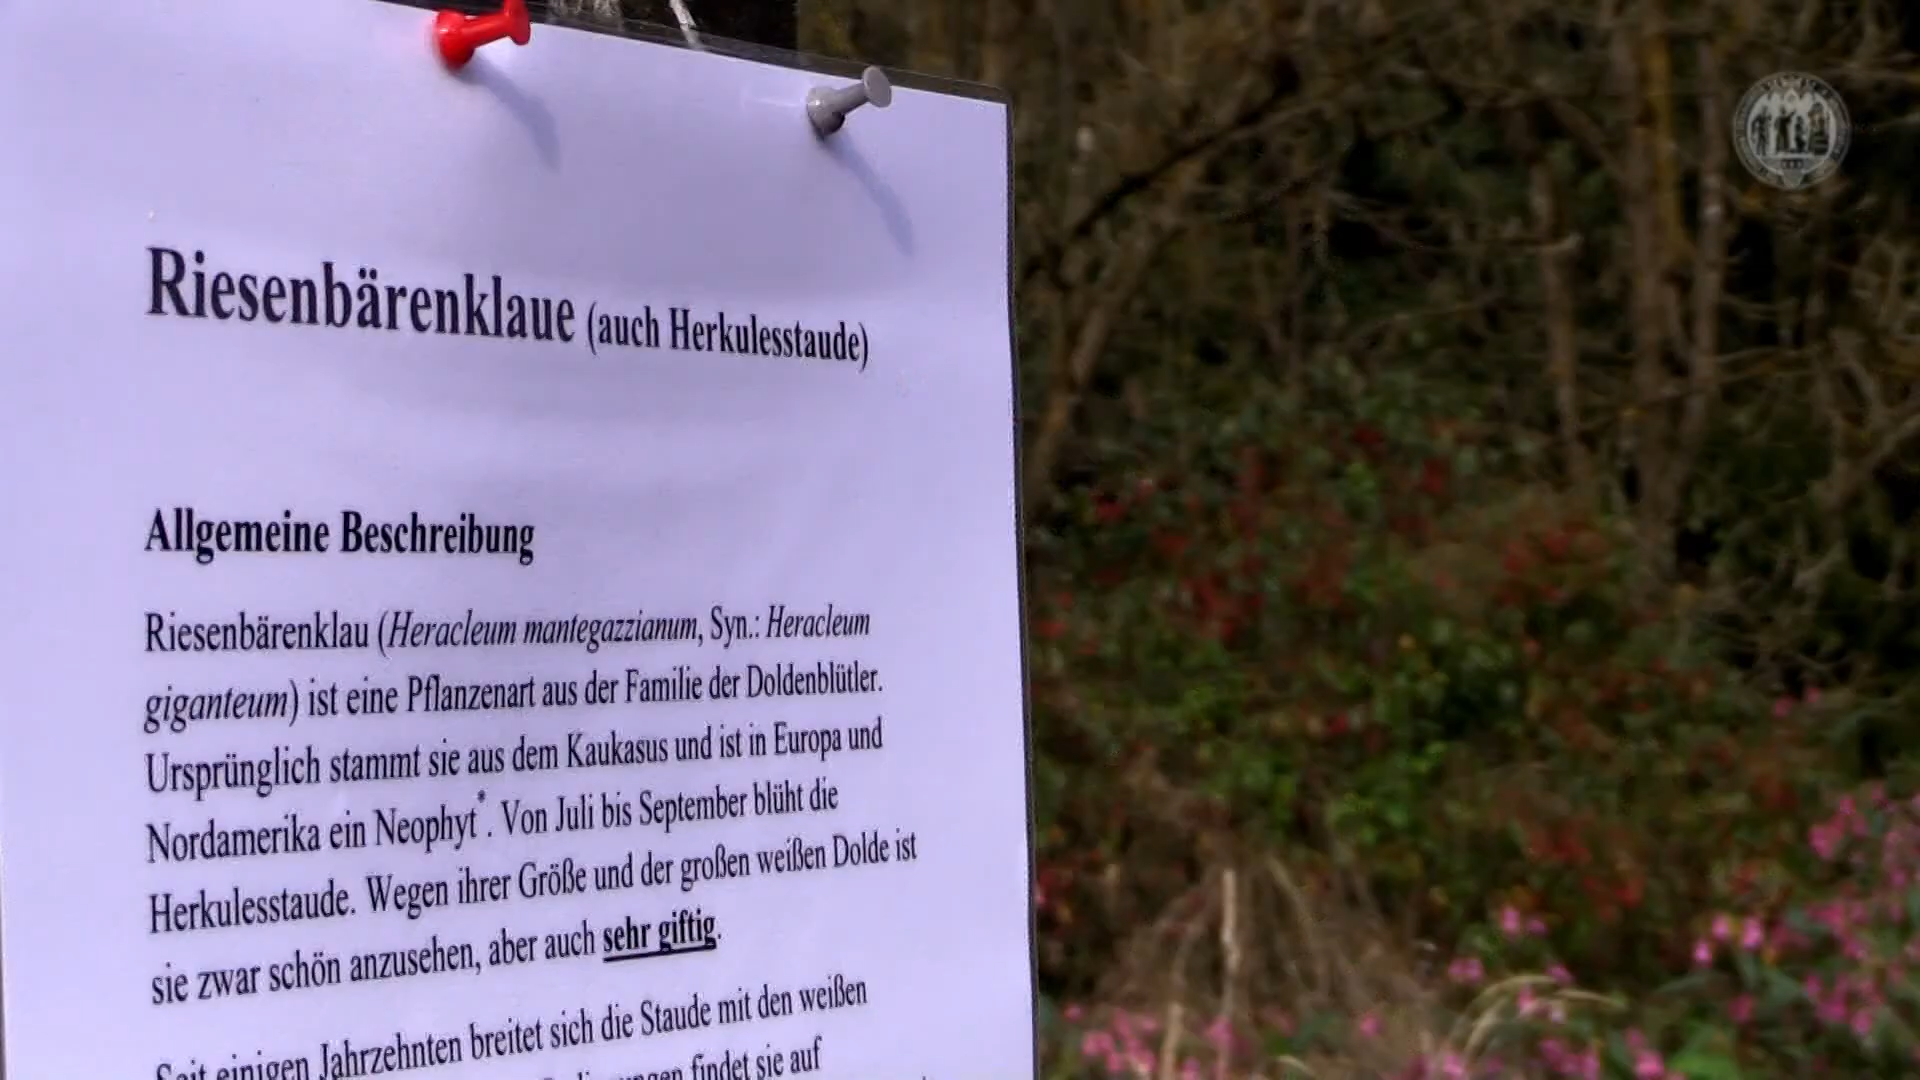 Riesenbärenklaue (auch Herkulesstaude)
Allgemeine Beschreibung
Riesenbärenklau (Heracleum mantegazzianum, Syn.: Heracleum
giganteum) ist eine Pflanzenart aus der Familie der Doldenblütler.
Ursprünglich stammt sie aus dem Kaukasus und ist in Europa und
Nordamerika ein Neophyt*. Von Juli bis September blüht die
Herkulesstaude. Wegen ihrer Größe und der großen weißen Dolde ist
sie zwar schön anzusehen, aber auch sehr giftig.
Seit einigen Jahrzehnten breitet sich die Staude mit den weißen
findet sie auf